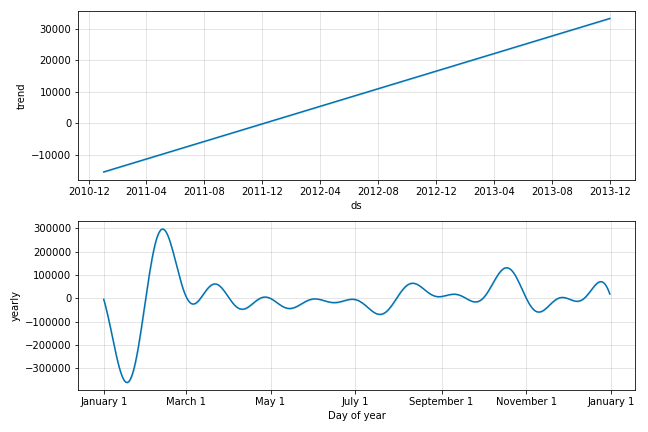 30000
20000
10000
0
−10000
trend
2010-12 2011-04 2011-08 2011-12 2012-04 2012-08 2012-12 2013-04 2013-08 2013-12
ds
300000
200000
100000
0
−100000
−200000
−300000
yearly
January 1 March 1 May 1 July 1 September 1 November 1 January 1
Day of year